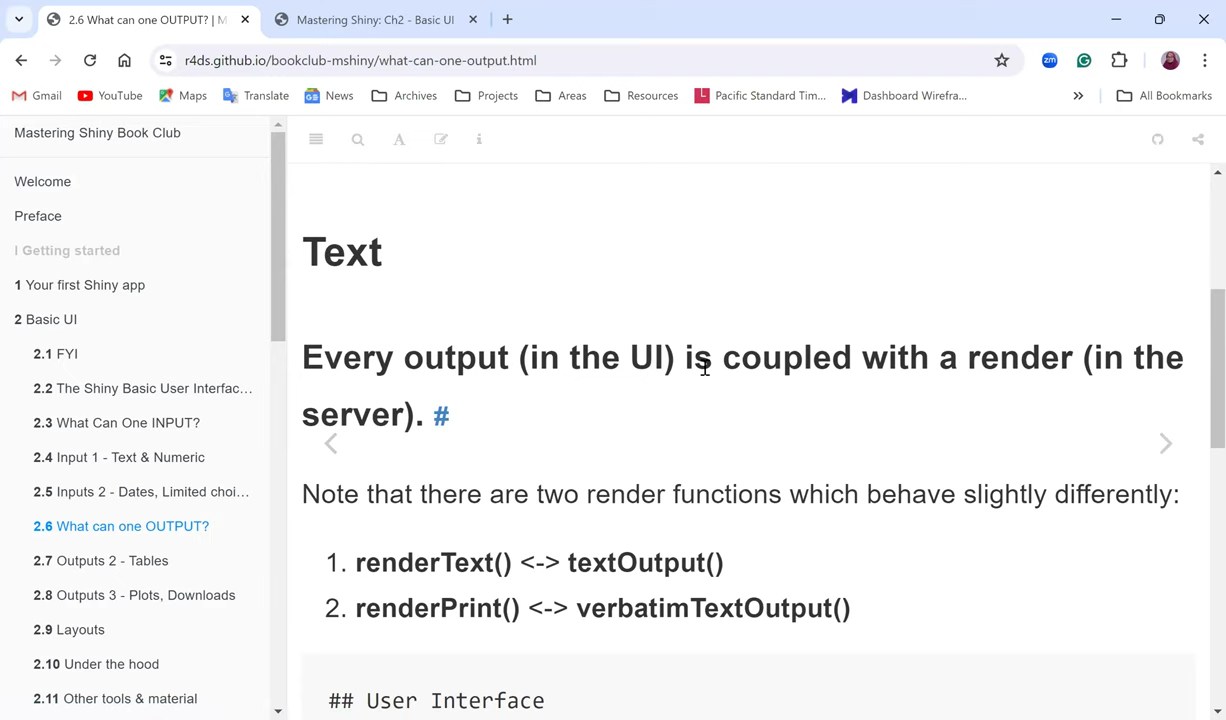 2.6 What can one OUTPUT? | M
Mastering Shiny: Ch2 - Basic UI
r4ds.github.io/bookclub-mshiny/what-can-one-output.html
zm
Gmail
YouTube
Maps
Translate
News
Archives
Projects
Areas
Resources
Pacific Standard Tim...
Dashboard Wirefra...
All Bookmarks
Mastering Shiny Book Club
Welcome
Preface
I Getting started
1 Your first Shiny app
2 Basic UI
2.1 FYI
2.2 The Shiny Basic User Interfac...
2.3 What Can One INPUT?
2.4 Input 1 - Text & Numeric
2.5 Inputs 2 - Dates, Limited choi...
2.6 What can one OUTPUT?
2.7 Outputs 2 - Tables
2.8 Outputs 3 - Plots, Downloads
2.9 Layouts
2.10 Under the hood
2.11 Other tools & material
Text
Every output (in the UI) is coupled with a render (in the
server). #
Note that there are two render functions which behave slightly differently:
1. renderText() <-> textOutput()
2. renderPrint() <-> verbatimTextOutput()
## User Interface